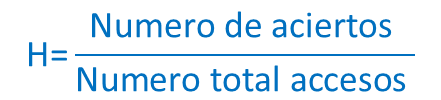 Numero de aciertos
H=
Numero total accesos